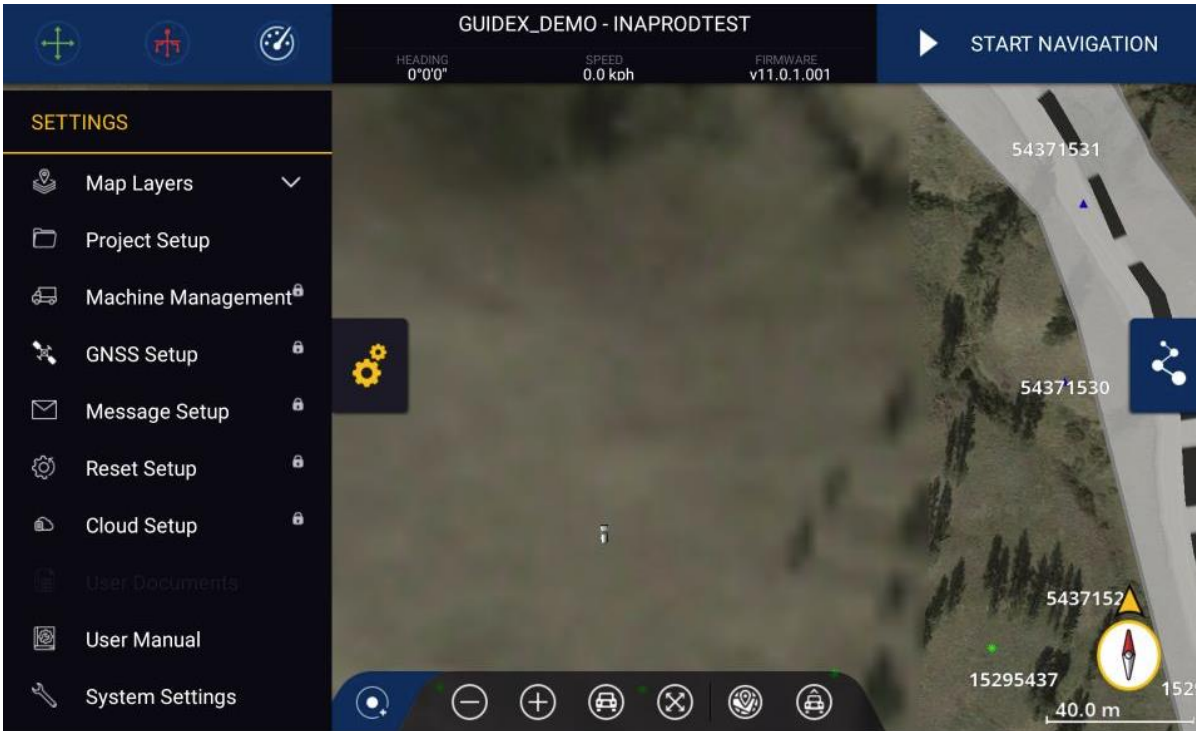 GUIDEX_DEMO - INAPRODTEST
HEADING
0°0'0"
SPEED
0.0 kph
FIRMWARE
v11.0.1.001
START NAVIGATION
SETTINGS
Map Layers
Project Setup
Machine Management
GNSS Setup
Message Setup
Reset Setup
Cloud Setup
User Documents
User Manual
System Settings
54371531
54371530
5437152
15295437
152
40.0 m